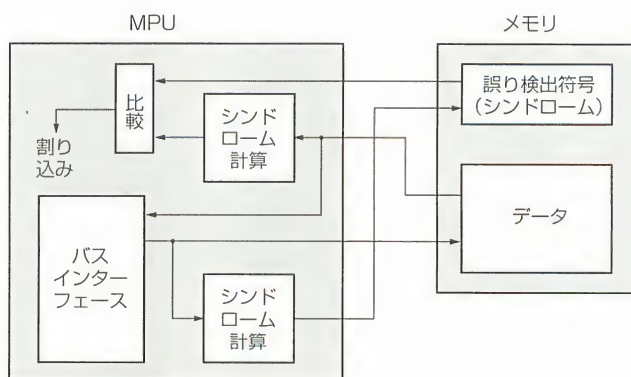 MPU
メモリ
比較
シンド
ローム
計算
誤り検出符号
(シンドローム)
割り
込み
データ
バス
インター
フェース
シンド
ローム
計算